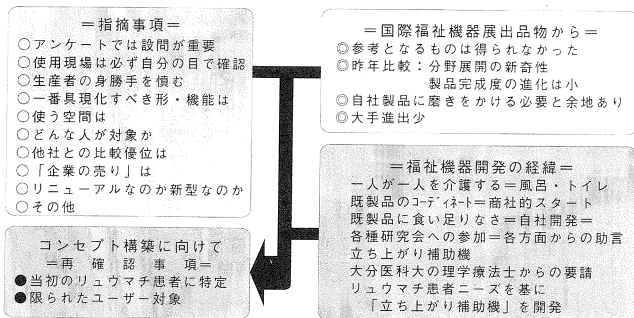 ＝指摘事項＝
○アンケートでは設問が重要
○使用現場は必ず自分の目で確認
○生産者の身勝手を慎む
○一番具現化すべき形・機能は
○使う空間は
○どんな人が対象か
○他社との比較優位は
○「企業の売り」は
○リニューアルなのか新型なのか
○その他
＝国際福祉機器展出品物から＝
◎参考となるものは得られなかった
◎昨年比較：分野展開の新奇性
製品完成度の進化は小
◎自社製品に磨きをかける必要と余地あり
◎大手進出少
＝福祉機器開発の経緯＝
一人が一人を介護する＝風呂・トイレ
既製品のｺｰﾃﾞｨﾈｰﾄ＝商社的スタート
既製品に食い足りなさ＝自社開発＝
各種研究会への参加＝各方面からの助言
立ち上がり補助機
大分医科大の理学療法士からの要請
リュウマチ患者ニーズを基に
「立ち上がり補助機」を開発
コンセプト構築に向けて
＝再確認事項＝
●当初のリュウマチ患者に特定
●限られたユーザー対象